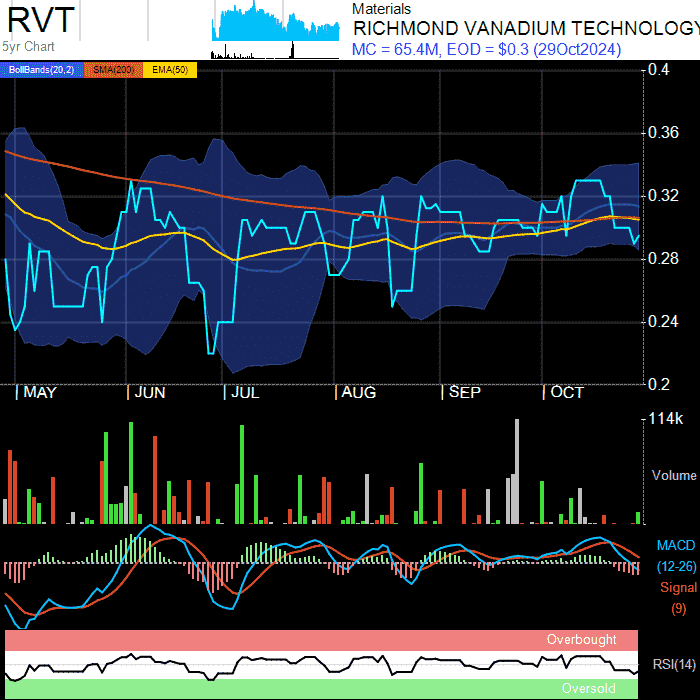 RVT
5yr Chart
Materials
RICHMOND VANADIUM TECHNOLOGY
MC = 65.4M, EOD = $0.3 (29Oct2024)
BollBands(20,2) SMA(200) EMA(50)
0.4
0.36
0.32
0.28
0.24
0.2
MAY JUN JUL AUG SEP OCT
114k
Volume
MACD
(12-26)
Signal
(9)
Overbought
RSI(14)
Oversold